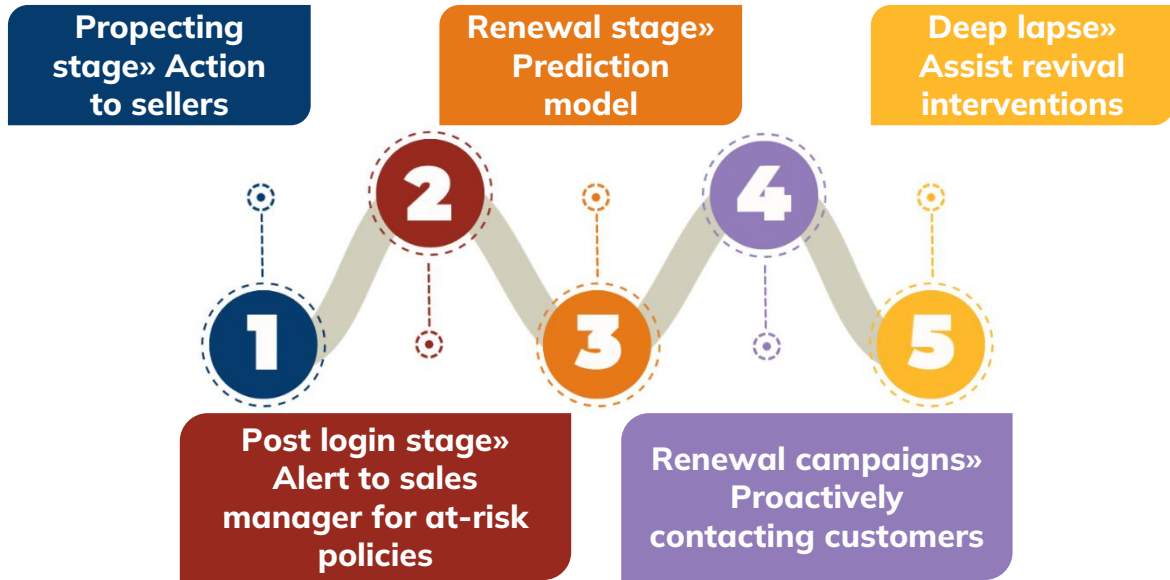 Propecting
stage» Action
to sellers
Renewal stage»
Prediction
model
Deep lapse»
Assist revival
interventions
2
4
1
3
5
Post login stage»
Alert to sales
manager for at-risk
policies
Renewal campaigns»
Proactively
contacting customers